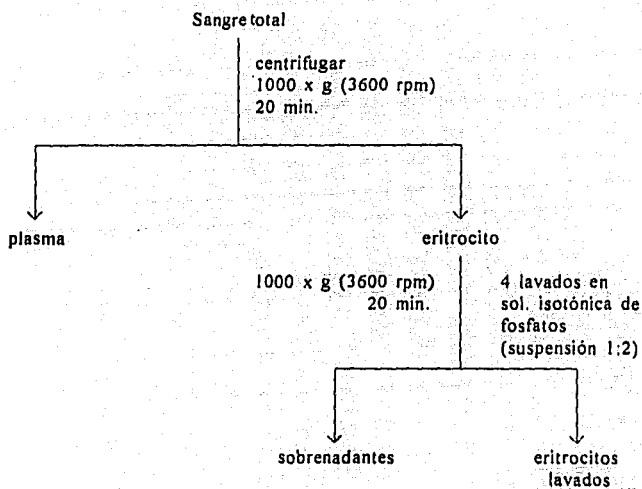 Sangre total
centrifugar
1000 x g (3600 rpm)
20 min.
plasma
eritrocito
1000 x g (3600 rpm)
20 min.
4 lavados en
sol. isotónica de
fosfatos
(suspensión 1:2)
sobrenadantes
eritrocitos
lavados